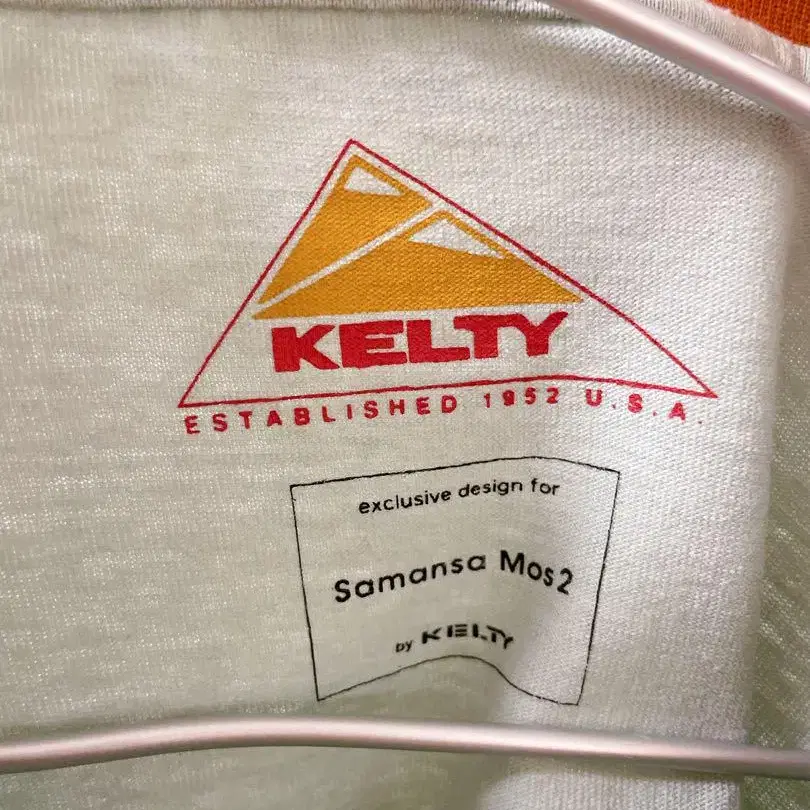 KELTY
ESTABLISHED 1952 U.S.A.
exclusive design for
Samansa Mos2
by KELTY